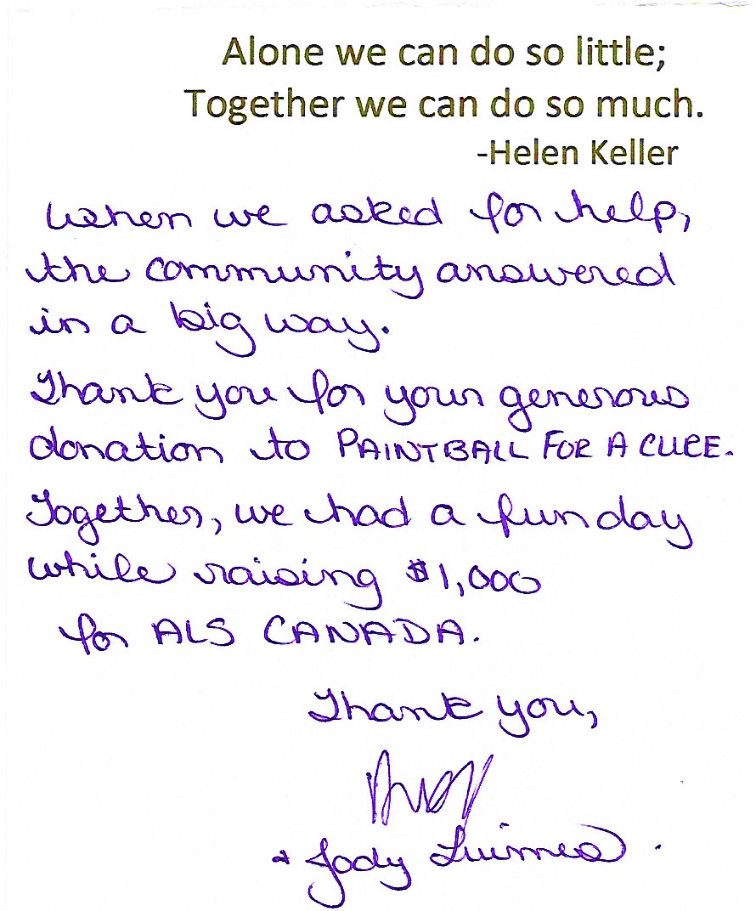 Alone we can do so little;
Together we can do so much.
-Helen Keller
When we asked for help,
the community answered
in a big way.
Thank you for your generous
donation to PAINTBALL FOR A CURE.
Together, we had a fun day
while raising $1,000
for ALS CANADA.
Thank you,
+ Jody Luimes